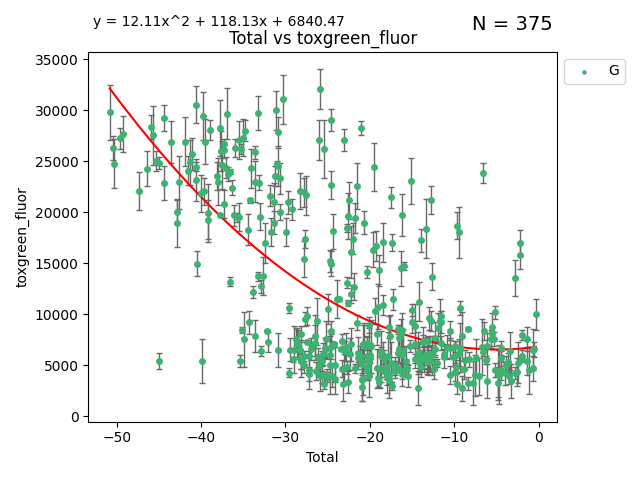 y = 12.11x^2 + 118.13x + 6840.47
N = 375
Total vs toxgreen_fluor
G
35000
30000
25000
20000
15000
10000
5000
0
toxgreen_fluor
−50 −40 −30 −20 −10 0
Total